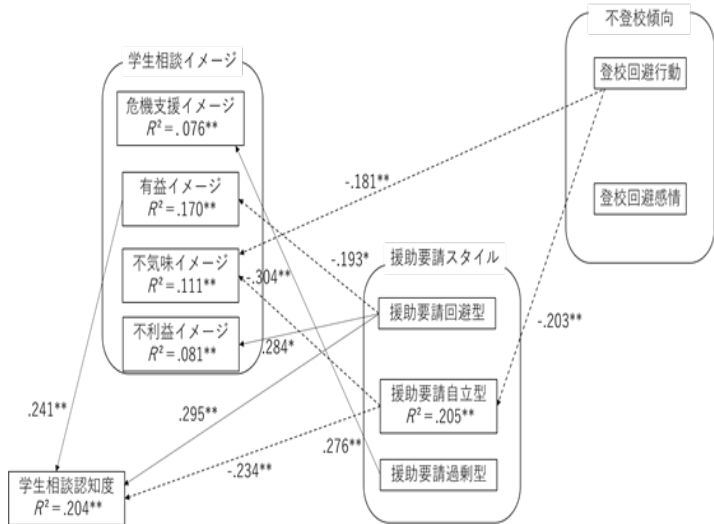 不登校傾向
登校回避行動
登校回避感情
学生相談イメージ
危機支援イメージ
R² = . 076**
有益イメージ
R² = .170**
不気味イメージ
R² = .111**
不利益イメージ
R² = .081**
-.181**
-.193*
-.304**
.284*
援助要請スタイル
援助要請回避型
援助要請自立型
R² = .205**
援助要請過剰型
-.203**
.241**
.295**
-.234**
.276**
学生相談認知度
R² = .204**